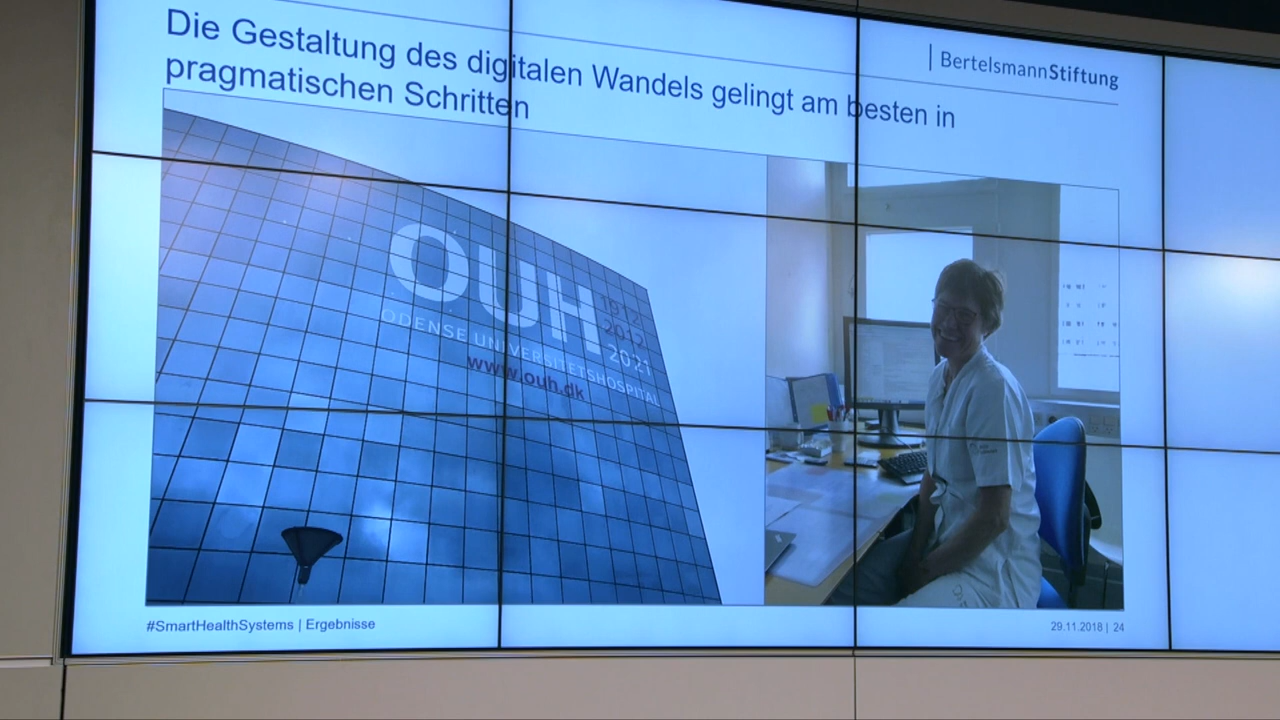 Die Gestaltung des digitalen Wandels gelingt am besten in
pragmatischen Schritten
| BertelsmannStiftung
OUH
1912
2012
2021
ODENSE UNIVERSITETSHOSPITAL
www.ouh.dk
#SmartHealthSystems | Ergebnisse
29.11.2018 | 24